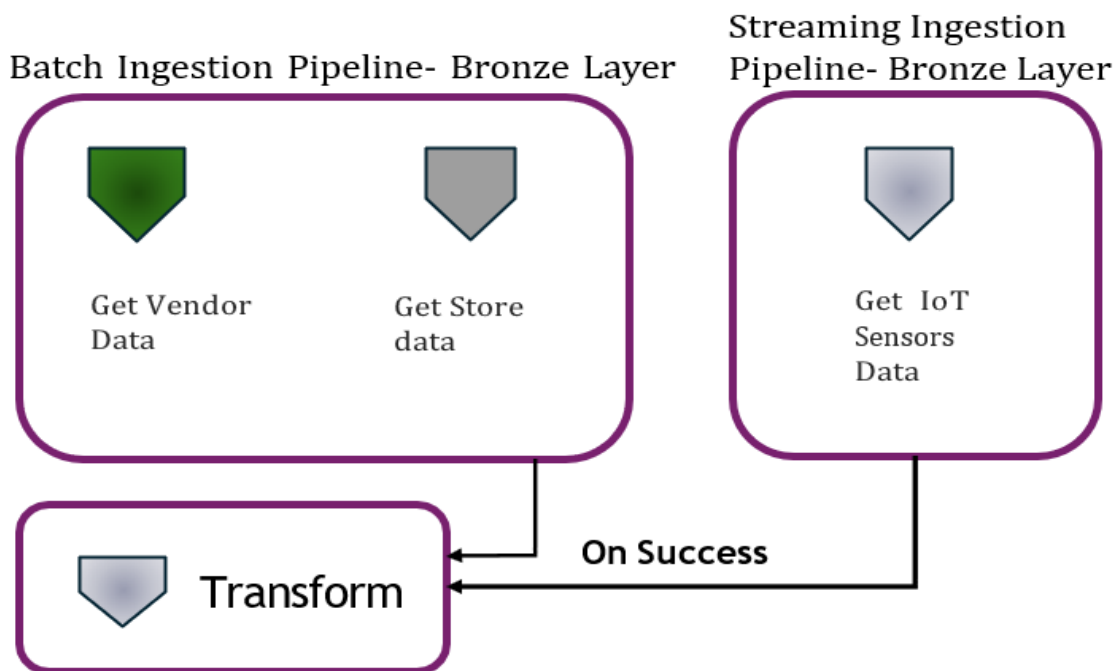 Batch Ingestion Pipeline- Bronze Layer
Streaming Ingestion
Pipeline- Bronze Layer
Get Vendor
Data
Get Store
data
Get IoT
Sensors
Data
On Success
Transform